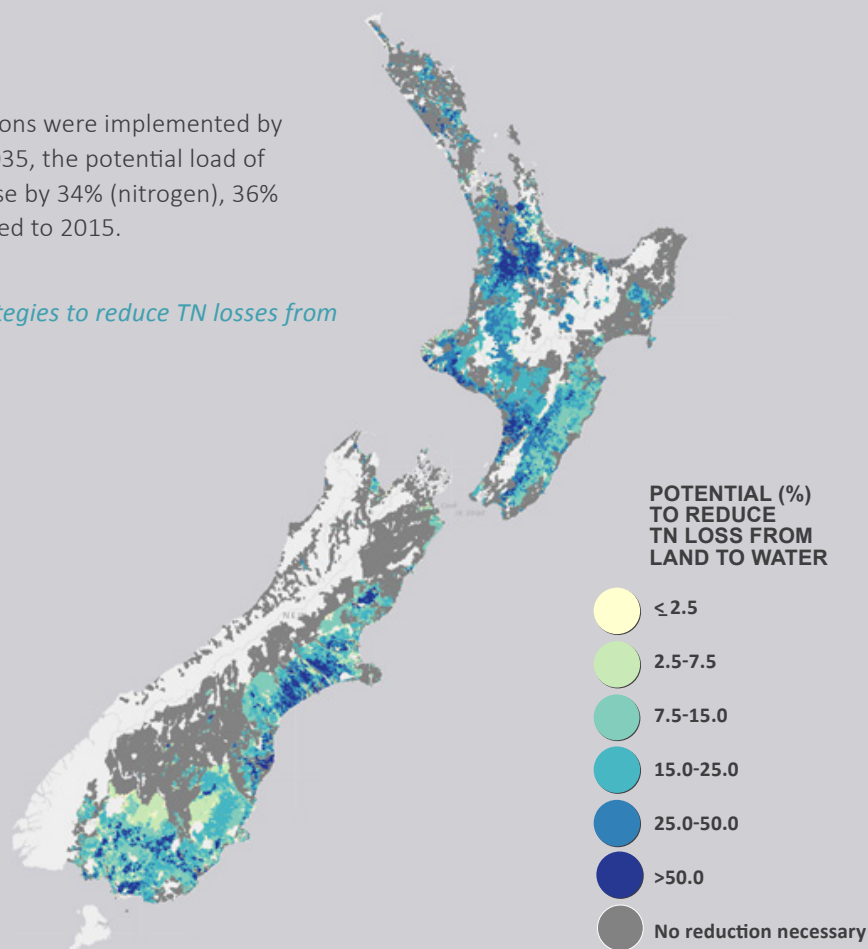 ons were implemented by
035, the potential load of
se by 34% (nitrogen), 36%
ed to 2015.
tegies to reduce TN losses from
POTENTIAL (%)
TO REDUCE
TN LOSS FROM
LAND TO WATER
≤ 2.5
2.5-7.5
7.5-15.0
15.0-25.0
25.0-50.0
>50.0
No reduction necessary